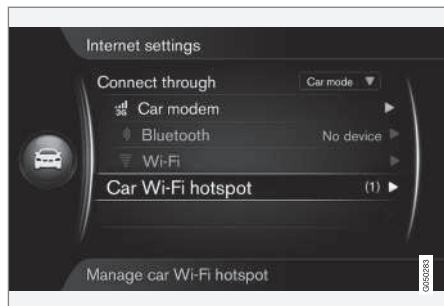 Internet settings
Connect through Car mode
3G Car modem
Bluetooth No device
Wi-Fi
Car Wi-Fi hotspot (1)
Manage car Wi-Fi hotspot
G050283